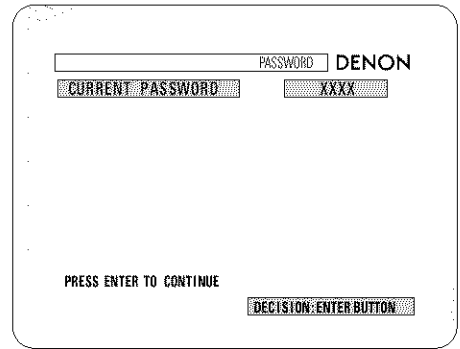 PASSWORD DENON
CURRENT PASSWORD XXXX
PRESS ENTER TO CONTINUE
DECISION:ENTER BUTTON